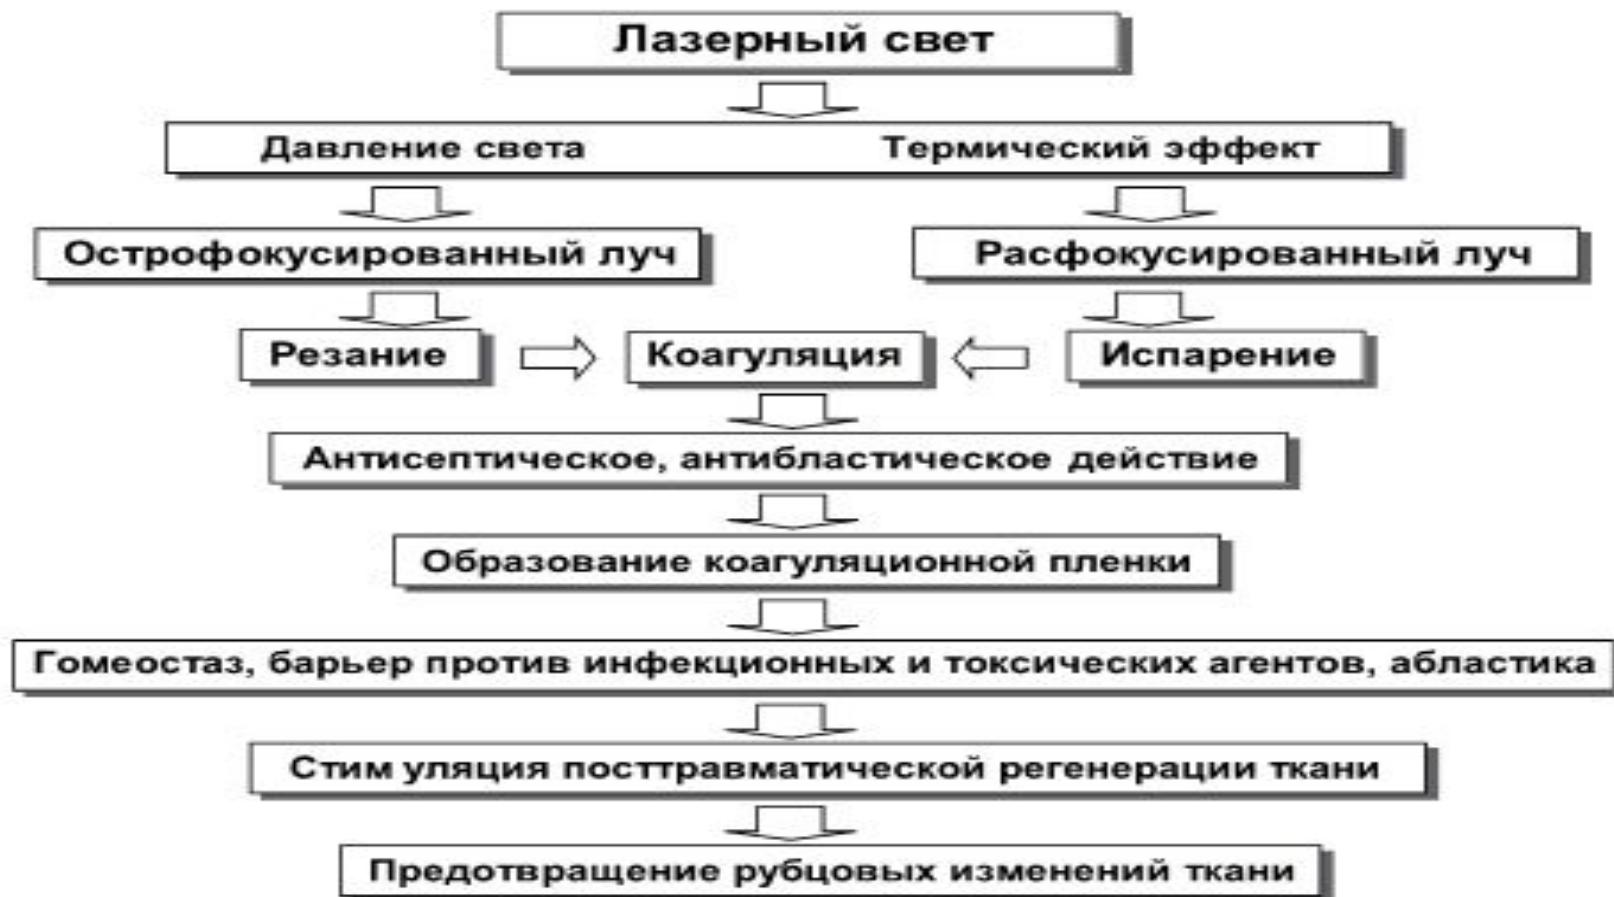 Лазерный свет
Давление света Термический эффект
Острофокусированный луч Расфокусированный луч
Резание Коагуляция Испарение
Антисептическое, антибластическое действие
Образование коагуляционной пленки
Гомеостаз, барьер против инфекционных и токсических агентов, абластика
Стим уляция посттравматической регенерации ткани
Предотвращение рубцовых изменений ткани